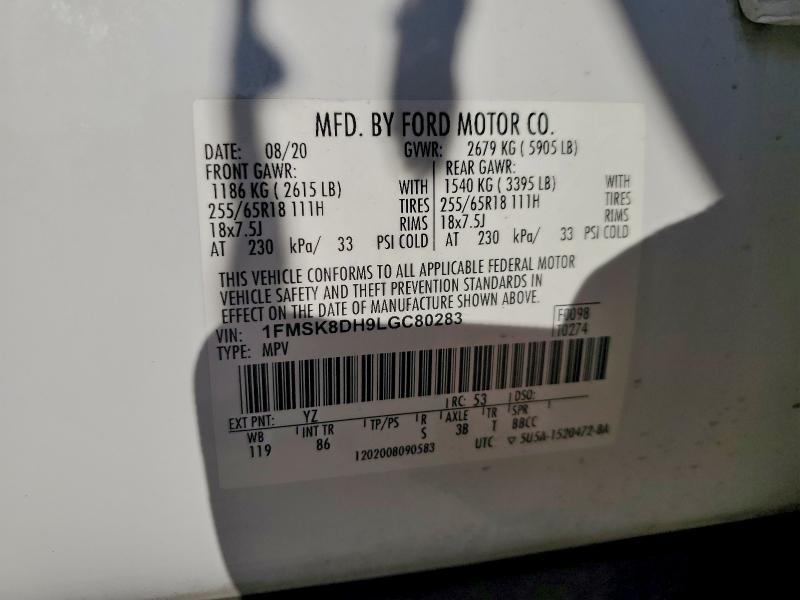 MFD. BY FORD MOTOR CO.
DATE: 08/20 GVWR: 2679 KG ( 5905 LB)
FRONT GAWR: REAR GAWR:
1186 KG ( 2615 LB) WITH 1540 KG ( 3395 LB) WITH
255/65R18 111H TIRES 255/65R18 111H TIRES
18x7.5J RIMS 18x7.5J RIMS
AT 230 kPa/ 33 PSI COLD AT 230 kPa/ 33 PSI COLD
THIS VEHICLE CONFORMS TO ALL APPLICABLE FEDERAL MOTOR
VEHICLE SAFETY AND THEFT PREVENTION STANDARDS IN
EFFECT ON THE DATE OF MANUFACTURE SHOWN ABOVE.
VIN: 1FMSK8DH9LGC80283 F0098
TYPE: MPV T0274
RC: 53 DSO:
EXT PNT: YZ
WB INT TR TP/PS R AXLE TR SPR
119 86 S 3B T BBCC
1202008090583 UTC ▽ 5U5A-1520472-BA